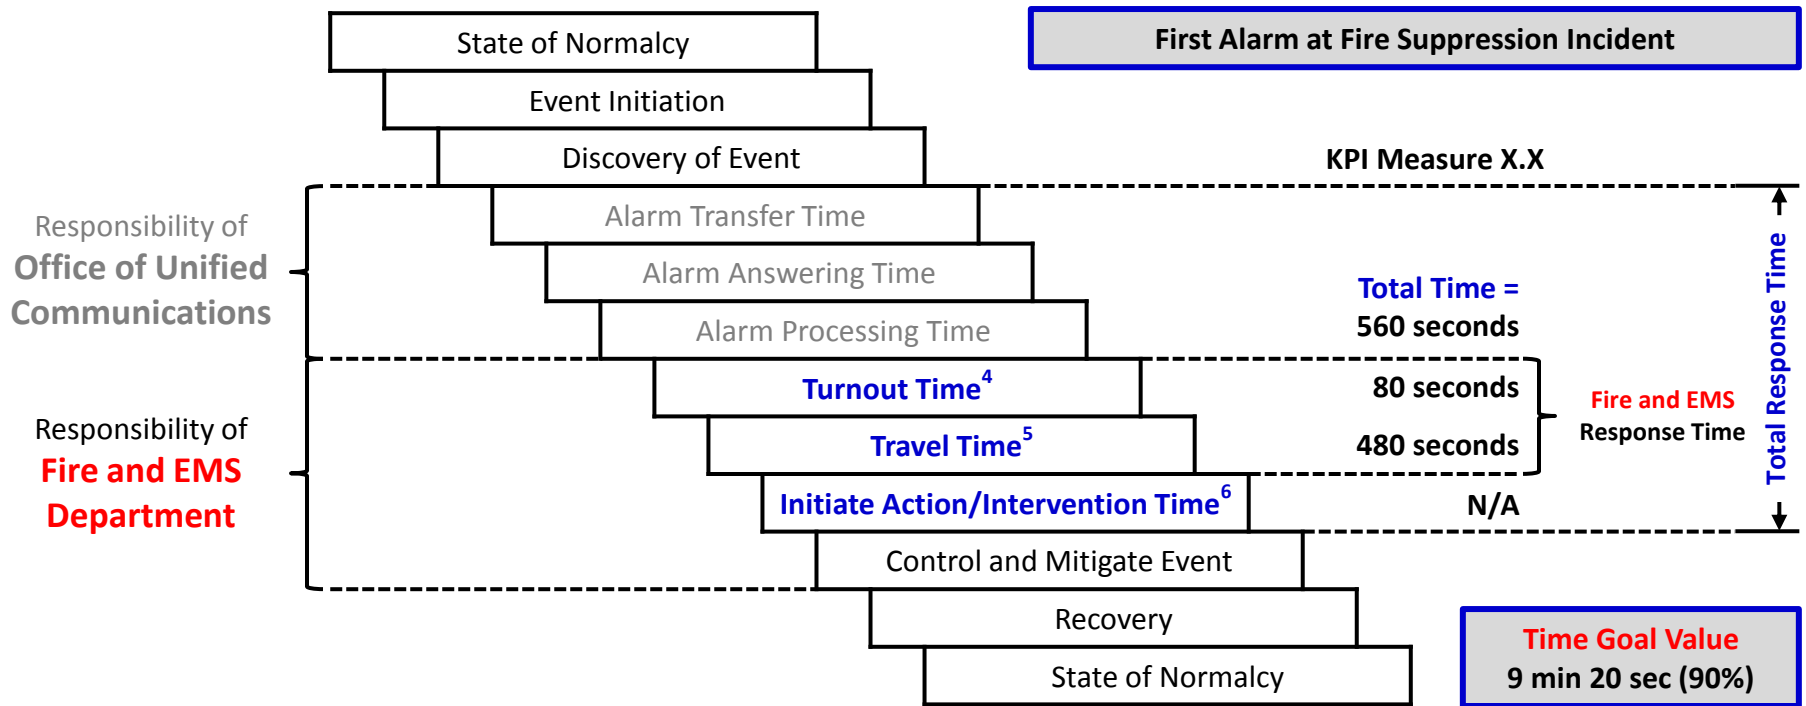 State of Normalcy
First Alarm at Fire Suppression Incident
Event Initiation
Discovery of Event
KPI Measure X.X
Responsibility of
Office of Unified
Communications
Alarm Transfer Time
Alarm Answering Time
Alarm Processing Time
Total Time =
560 seconds
Total Response Time
Responsibility of
Fire and EMS
Department
Turnout Time4
80 seconds
Travel Time5
480 seconds
Fire and EMS
Response Time
Initiate Action/Intervention Time6
N/A
Control and Mitigate Event
Recovery
State of Normalcy
Time Goal Value
9 min 20 sec (90%)